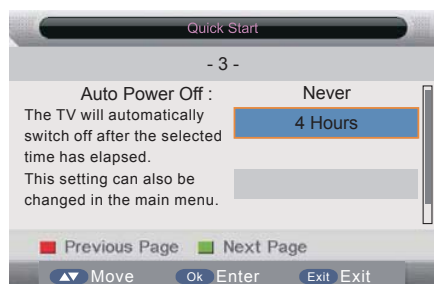 Quick Start
- 3 -
Auto Power Off :
Never
The TV will automatically
switch off after the selected
time has elapsed.
This setting can also be
changed in the main menu.
4 Hours
Previous Page
Next Page
Move
Ok Enter
Exit Exit